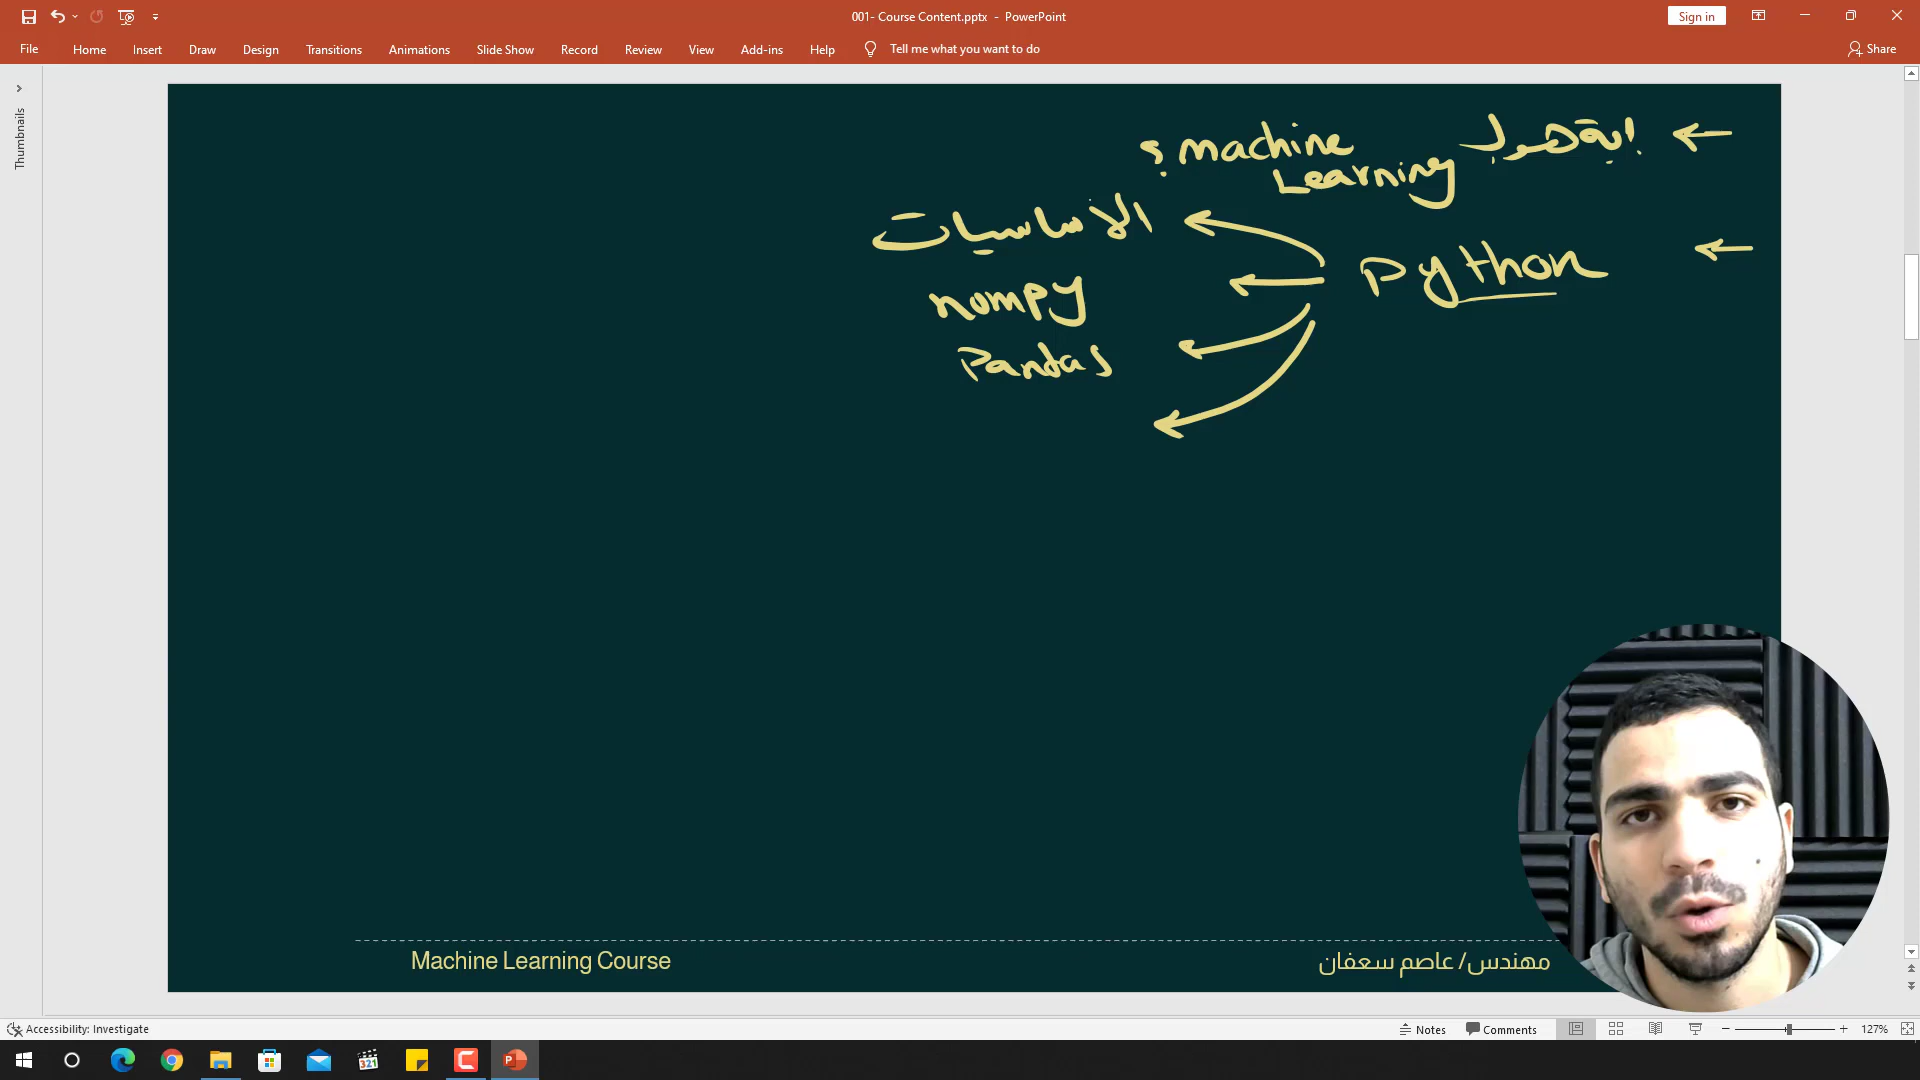 001- Course Content.pptx - PowerPoint
Sign in
File Home Insert Draw Design Transitions Animations Slide Show Record Review View Add-ins Help Tell me what you want to do
Share
Thumbnails
machine ؟
Learning
الاساسيات
Python
numpy
Pandas
Machine Learning Course
مهندس/ عاصم سعفان
Accessibility: Investigate
Notes Comments 127%
321